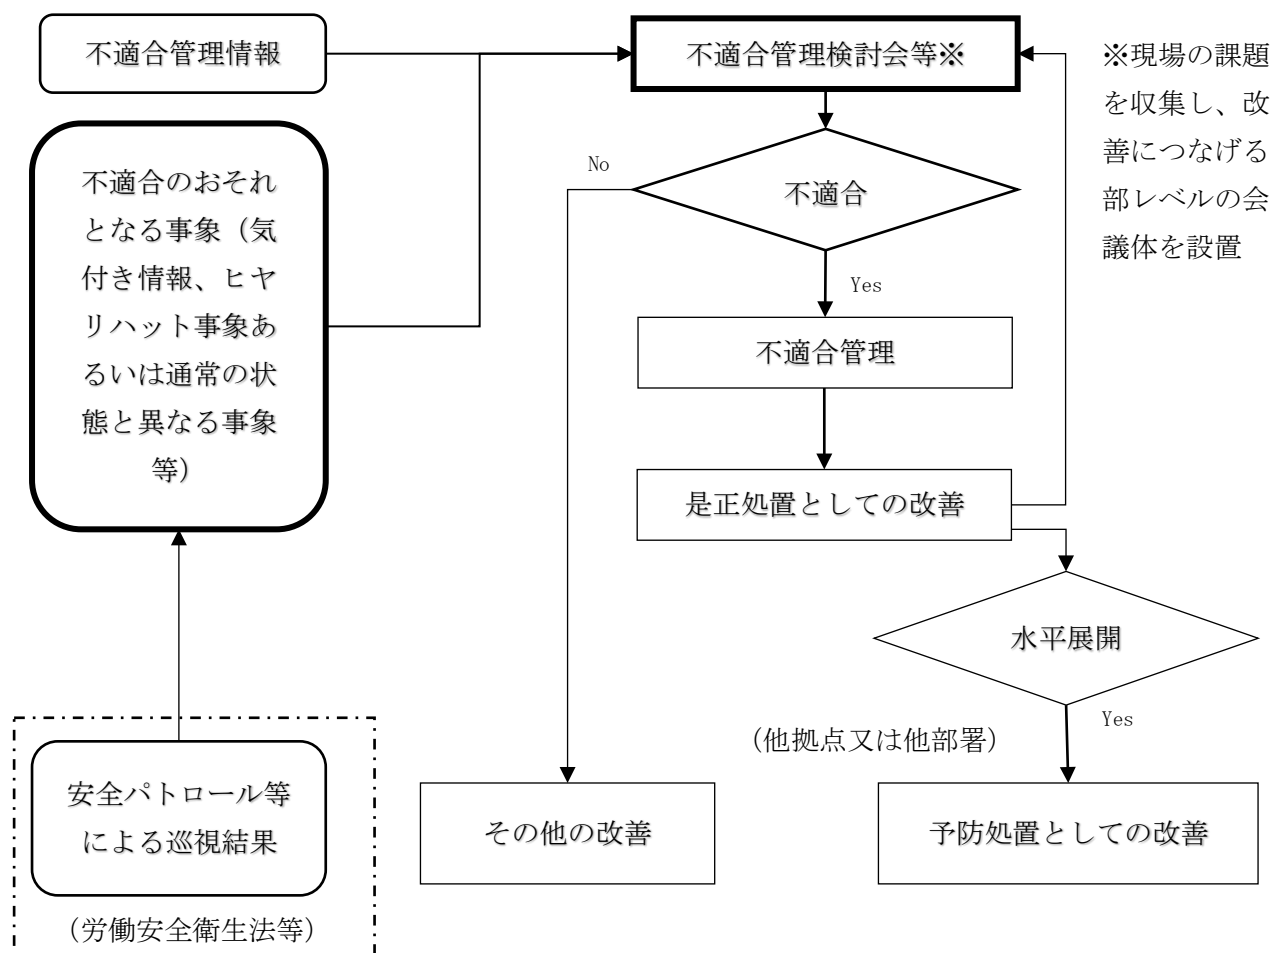 不適合管理情報
不適合管理検討会等※
※現場の課題
を収集し、改
善につなげる
部レベルの会
議体を設置
不適合のおそれ
となる事象（気
付き情報、ヒヤ
リハット事象あ
るいは通常の状
態と異なる事象
等）
No
不適合
Yes
不適合管理
是正処置としての改善
水平展開
Yes
（他拠点又は他部署）
安全パトロール等
による巡視結果
（労働安全衛生法等）
その他の改善
予防処置としての改善